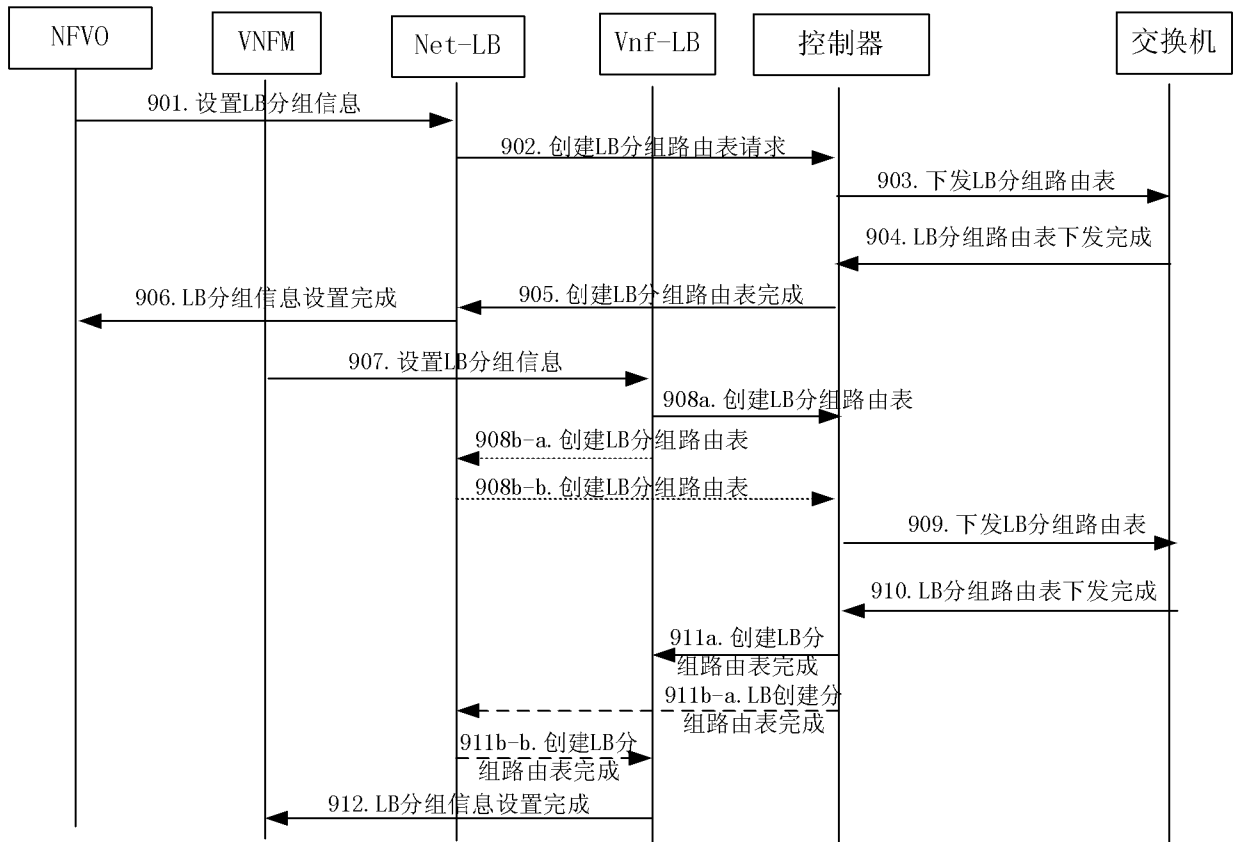 NFVO
VNFM
Net-LB
Vnf-LB
控制器
交换机
901.设置LB分组信息
902.创建LB分组路由表请求
903.下发LB分组路由表
904.LB分组路由表下发完成
905.创建LB分组路由表完成
906.LB分组信息设置完成
907.设置LB分组信息
908a.创建LB分组路由表
908b-a.创建LB分组路由表
908b-b.创建LB分组路由表
909.下发LB分组路由表
910.LB分组路由表下发完成
911a.创建LB分
组路由表完成
911b-a.LB创建分
组路由表完成
911b-b.创建LB分
组路由表完成
912.LB分组信息设置完成